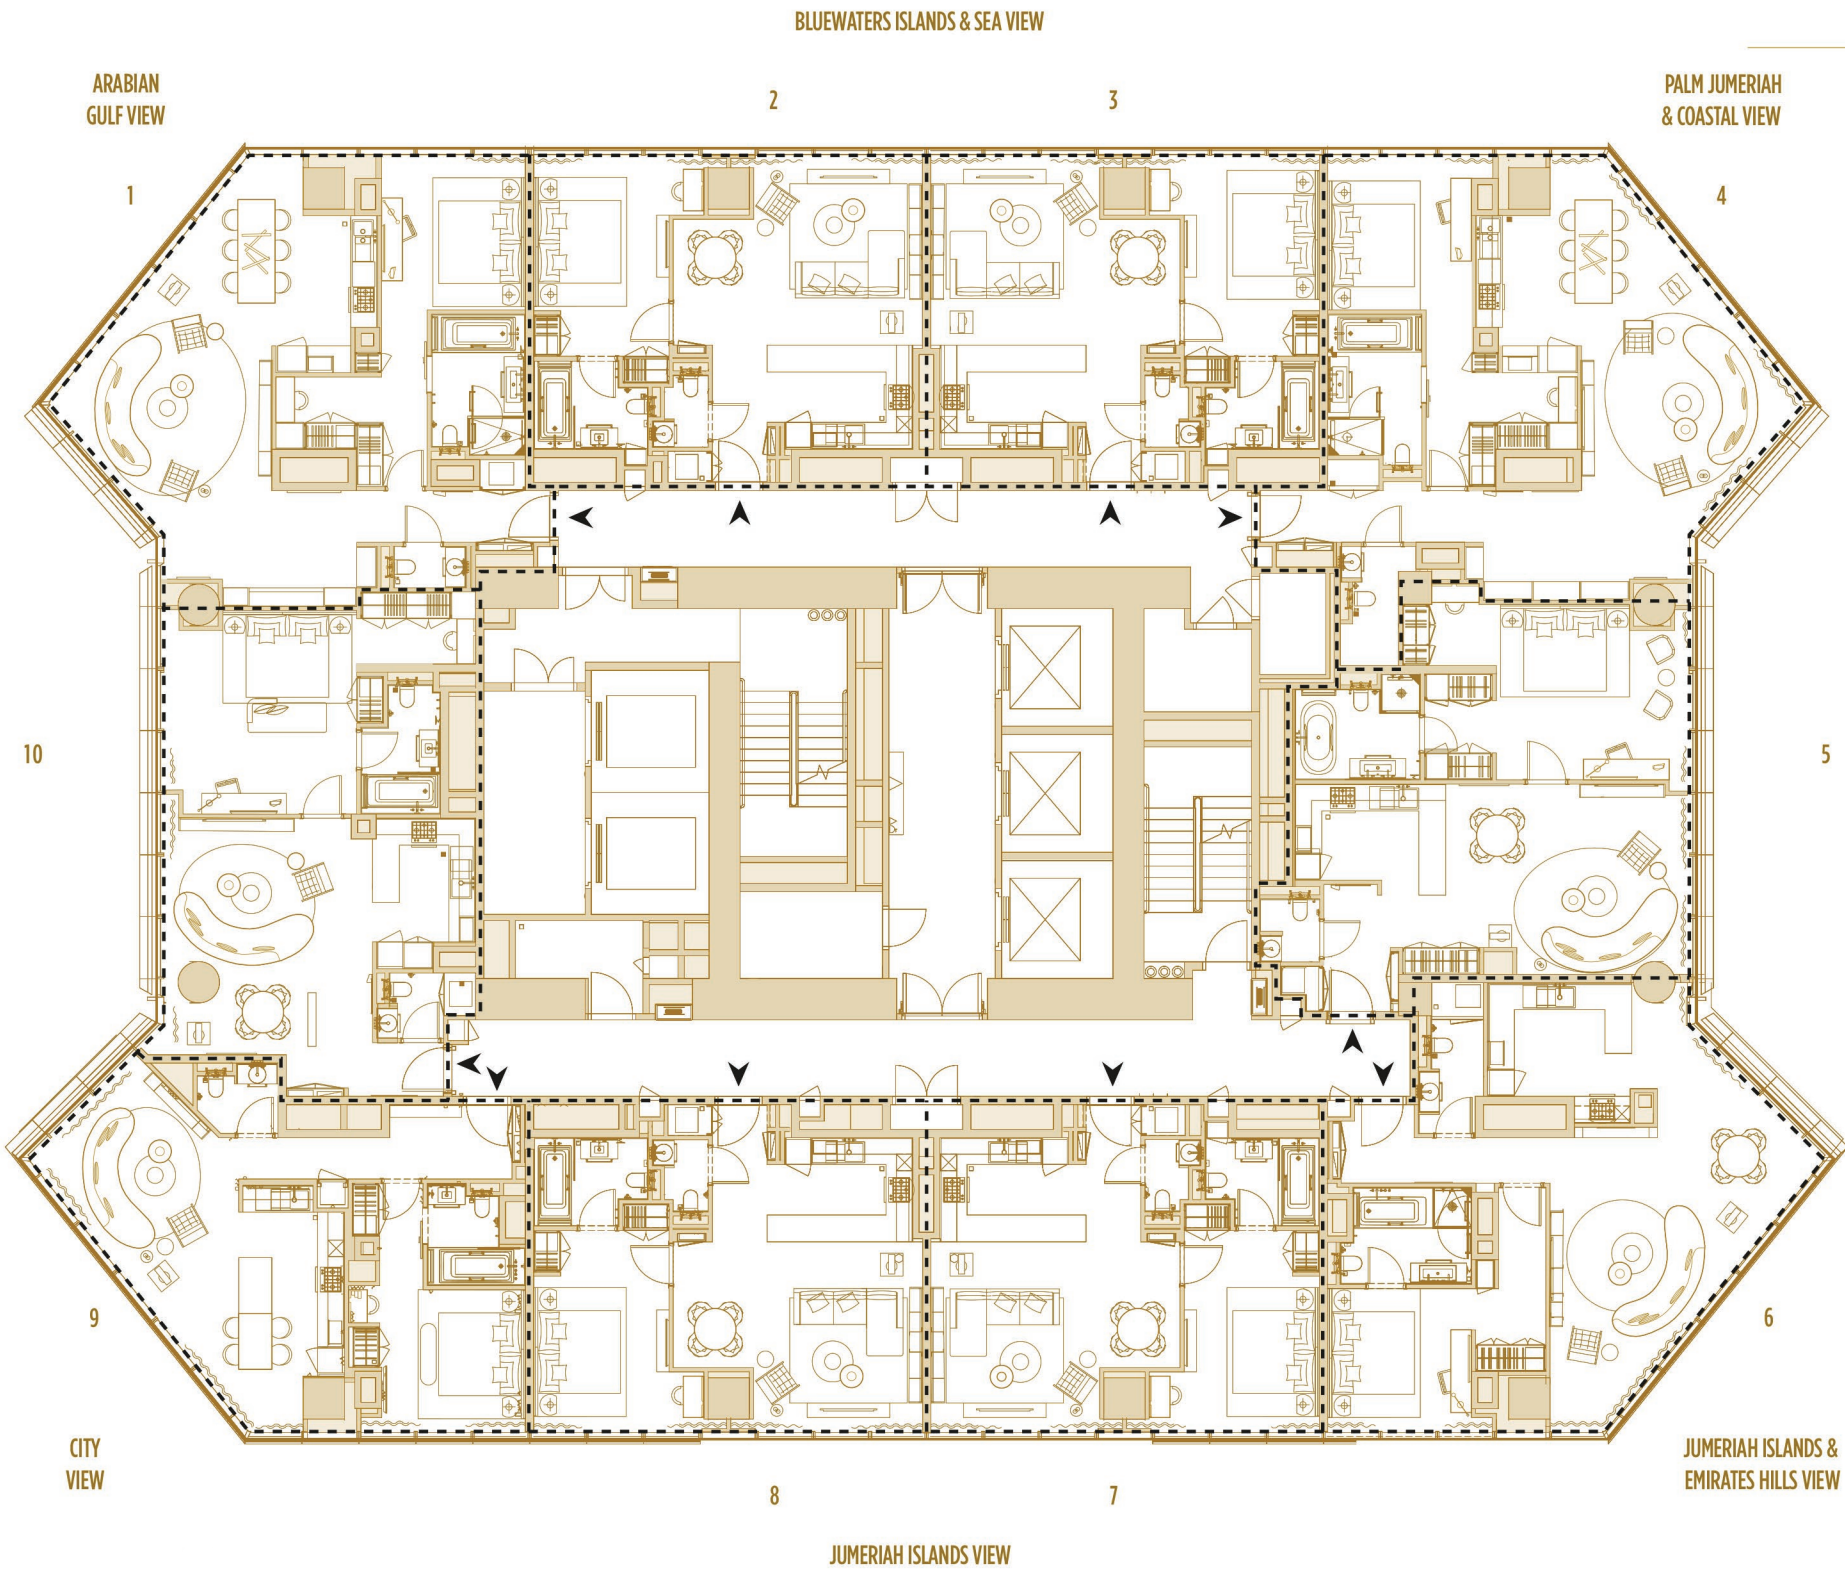 BLUEWATERS ISLANDS & SEA VIEW
ARABIAN
GULF VIEW
2
3
PALM JUMERIAH
& COASTAL VIEW
1
4
10
5
9
6
CITY
VIEW
JUMERIAH ISLANDS &
EMIRATES HILLS VIEW
8
7
JUMERIAH ISLANDS VIEW